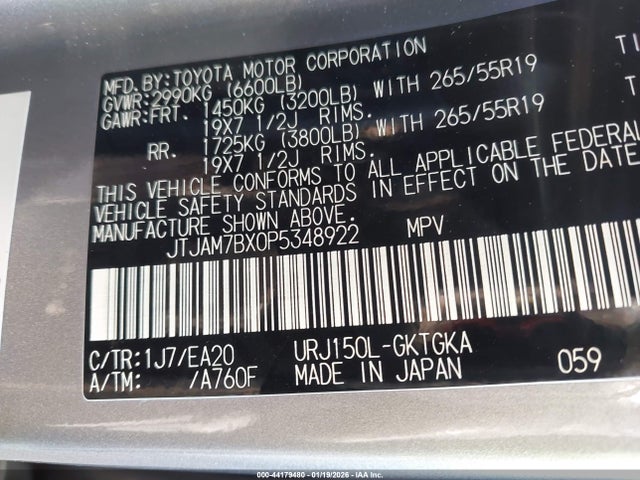 MFD.BY:TOYOTA MOTOR CORPORATION TI
GVWR:2990KG (6600LB)
GAWR:FRT. 1450KG (3200LB) WITH 265/55R19
19X7 1/2J RIMS.
RR. 1725KG (3800LB) WITH 265/55R19
19X7 1/2J RIMS.
THIS VEHICLE CONFORMS TO ALL APPLICABLE FEDERA
VEHICLE SAFETY STANDARDS IN EFFECT ON THE DATE
MANUFACTURE SHOWN ABOVE.
JTJAM7BX0P5348922 MPV
C/TR:1J7/EA20 URJ150L-GKTGKA
A/TM: /A760F MADE IN JAPAN 059
000-44179480 - 01/19/2026 - IAA Inc.